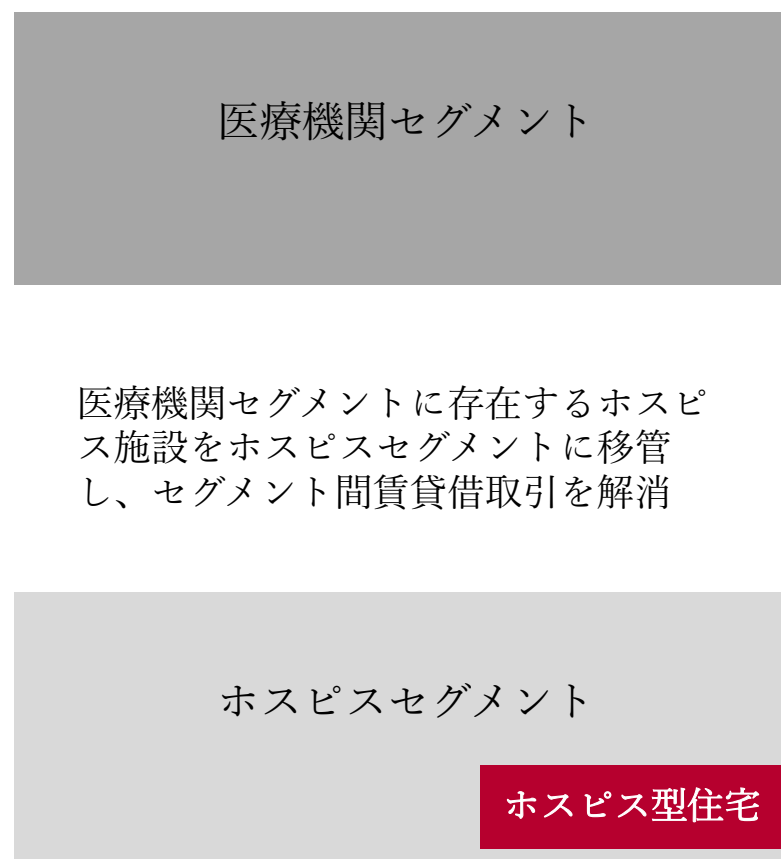 医療機関セグメント
医療機関セグメントに存在するホスピ
ス施設をホスピスセグメントに移管
し、セグメント間賃貸借取引を解消
ホスピスセグメント
ホスピス型住宅